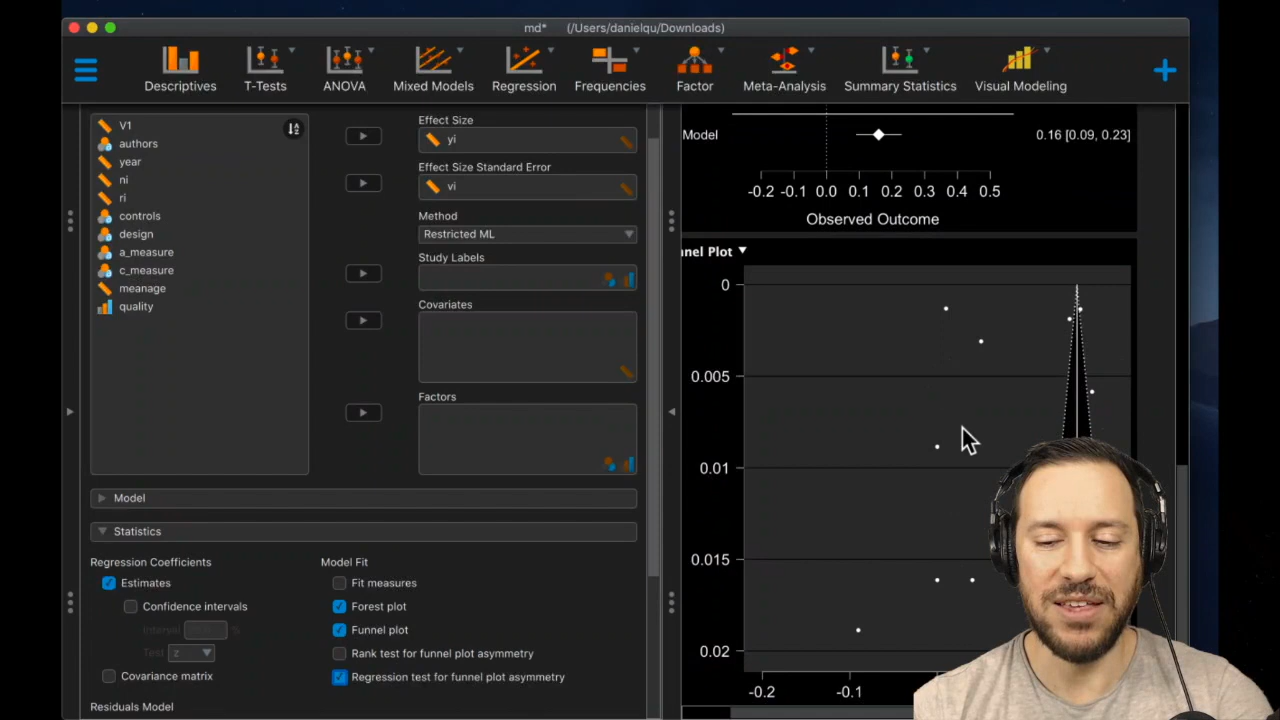 md* (/Users/danielqu/Downloads)
Descriptives T-Tests ANOVA Mixed Models Regression Frequencies Factor Meta-Analysis Summary Statistics Visual Modeling
V1
authors
year
ni
ri
controls
design
a_measure
c_measure
meanage
quality
Effect Size
yi
Effect Size Standard Error
vi
Method
Restricted ML
Study Labels
Covariates
Factors
Model
Statistics
Regression Coefficients
Estimates
Confidence intervals
Interval
Test z
Covariance matrix
Residuals Model
Model Fit
Fit measures
Forest plot
Funnel plot
Rank test for funnel plot asymmetry
Regression test for funnel plot asymmetry
Model 0.16 [0.09, 0.23]
-0.2 -0.1 0.0 0.1 0.2 0.3 0.4 0.5
Observed Outcome
nnel Plot
0
0.005
0.01
0.015
0.02
-0.2 -0.1